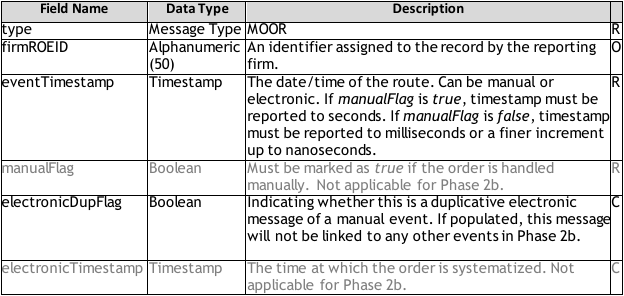 Field Name Data Type Description
type Message Type MOOR R
firmROEID Alphanumeric An identifier assigned to the record by the reporting O
(50) firm.
eventTimestamp Timestamp The date/time of the route. Can be manual or R
electronic. If manualFlag is true, timestamp must be
reported to seconds. If manualFlag is false, timestamp
must be reported to milliseconds or a finer increment
up to nanoseconds.
manualFlag Boolean Must be marked as true if the order is handled R
manually. Not applicable for Phase 2b.
electronicDupFlag Boolean Indicating whether this is a duplicative electronic C
message of a manual event. If populated, this message
will not be linked to any other events in Phase 2b.
electronicTimestamp Timestamp The time at which the order is systematized. Not C
applicable for Phase 2b.